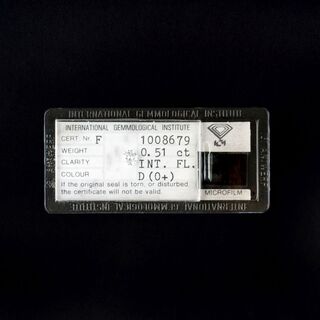 INTERNATIONAL GEMMOLOGICAL INSTITUTE
INTERNATIONAL GEMMOLOGICAL INSTITUTE
CERT. Nr. F 1008679
WEIGHT 0.51 ct
CLARITY INT. FL.
COLOUR D (0+)
If the original seal is torn, or disturbed
the certificate will not be valid.
MICROFILM
INTERNATIONAL GEMMOLOGICAL INSTITUTE